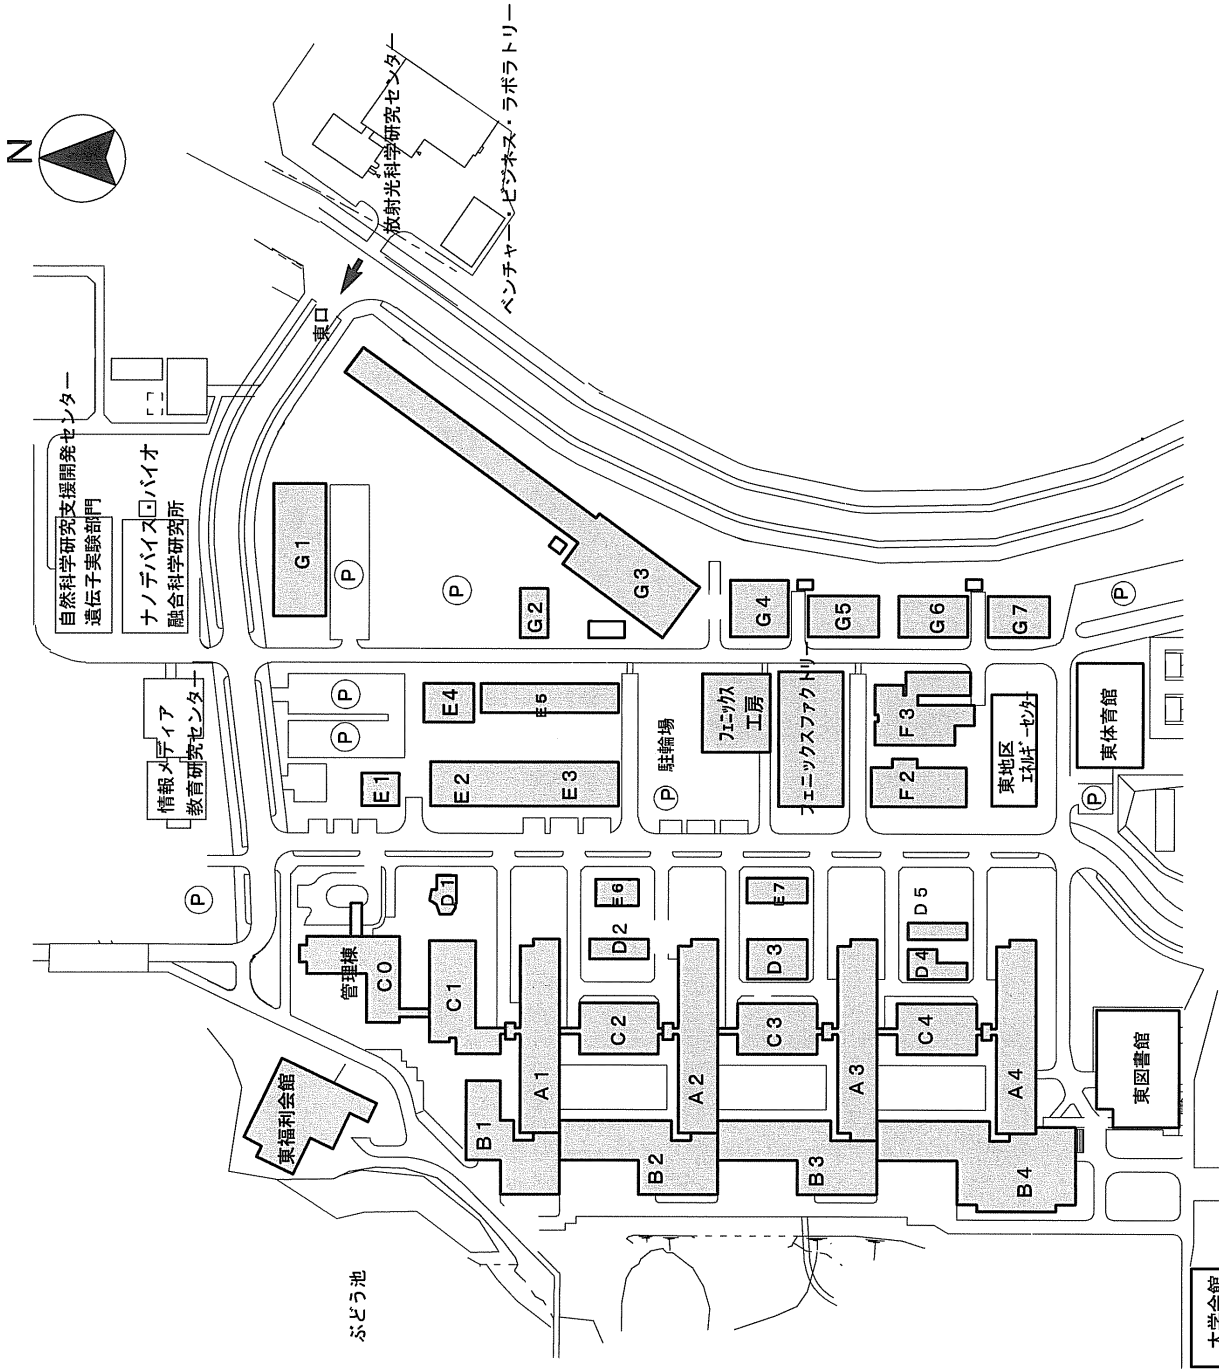 N
自然科学研究支援開発センター
遺伝子実験部門
ナノデバイス・バイオ
融合科学研究所
情報メディア
教育研究センター
放射光科学研究センター
ベンチャー・ビジネス・ラボラトリー
東口
東福利会館
ぶどう池
管理棟
C0
C1
D1
E1
E2
E3
E4
E5
G1
G2
G3
P
P
P
P
P
B1
A1
C2
D2
E6
駐輪場
P
フェニックス
工房
G4
B2
A2
C3
D3
E7
フェニックスファクトリー
G5
B3
A3
C4
D4
D5
F2
F3
G6
G7
B4
A4
東地区
エネルギーセンター
東図書館
東体育館
P
P
大学会館